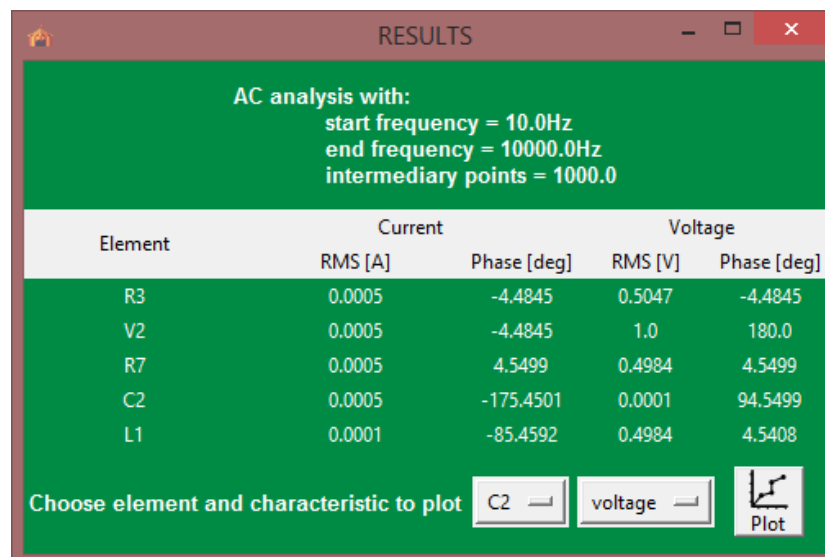 RESULTS
AC analysis with:
start frequency = 10.0Hz
end frequency = 10000.0Hz
intermediary points = 1000.0
Element Current Voltage
RMS [A] Phase [deg] RMS [V] Phase [deg]
R3 0.0005 -4.4845 0.5047 -4.4845
V2 0.0005 -4.4845 1.0 180.0
R7 0.0005 4.5499 0.4984 4.5499
C2 0.0005 -175.4501 0.0001 94.5499
L1 0.0001 -85.4592 0.4984 4.5408
Choose element and characteristic to plot C2 voltage Plot